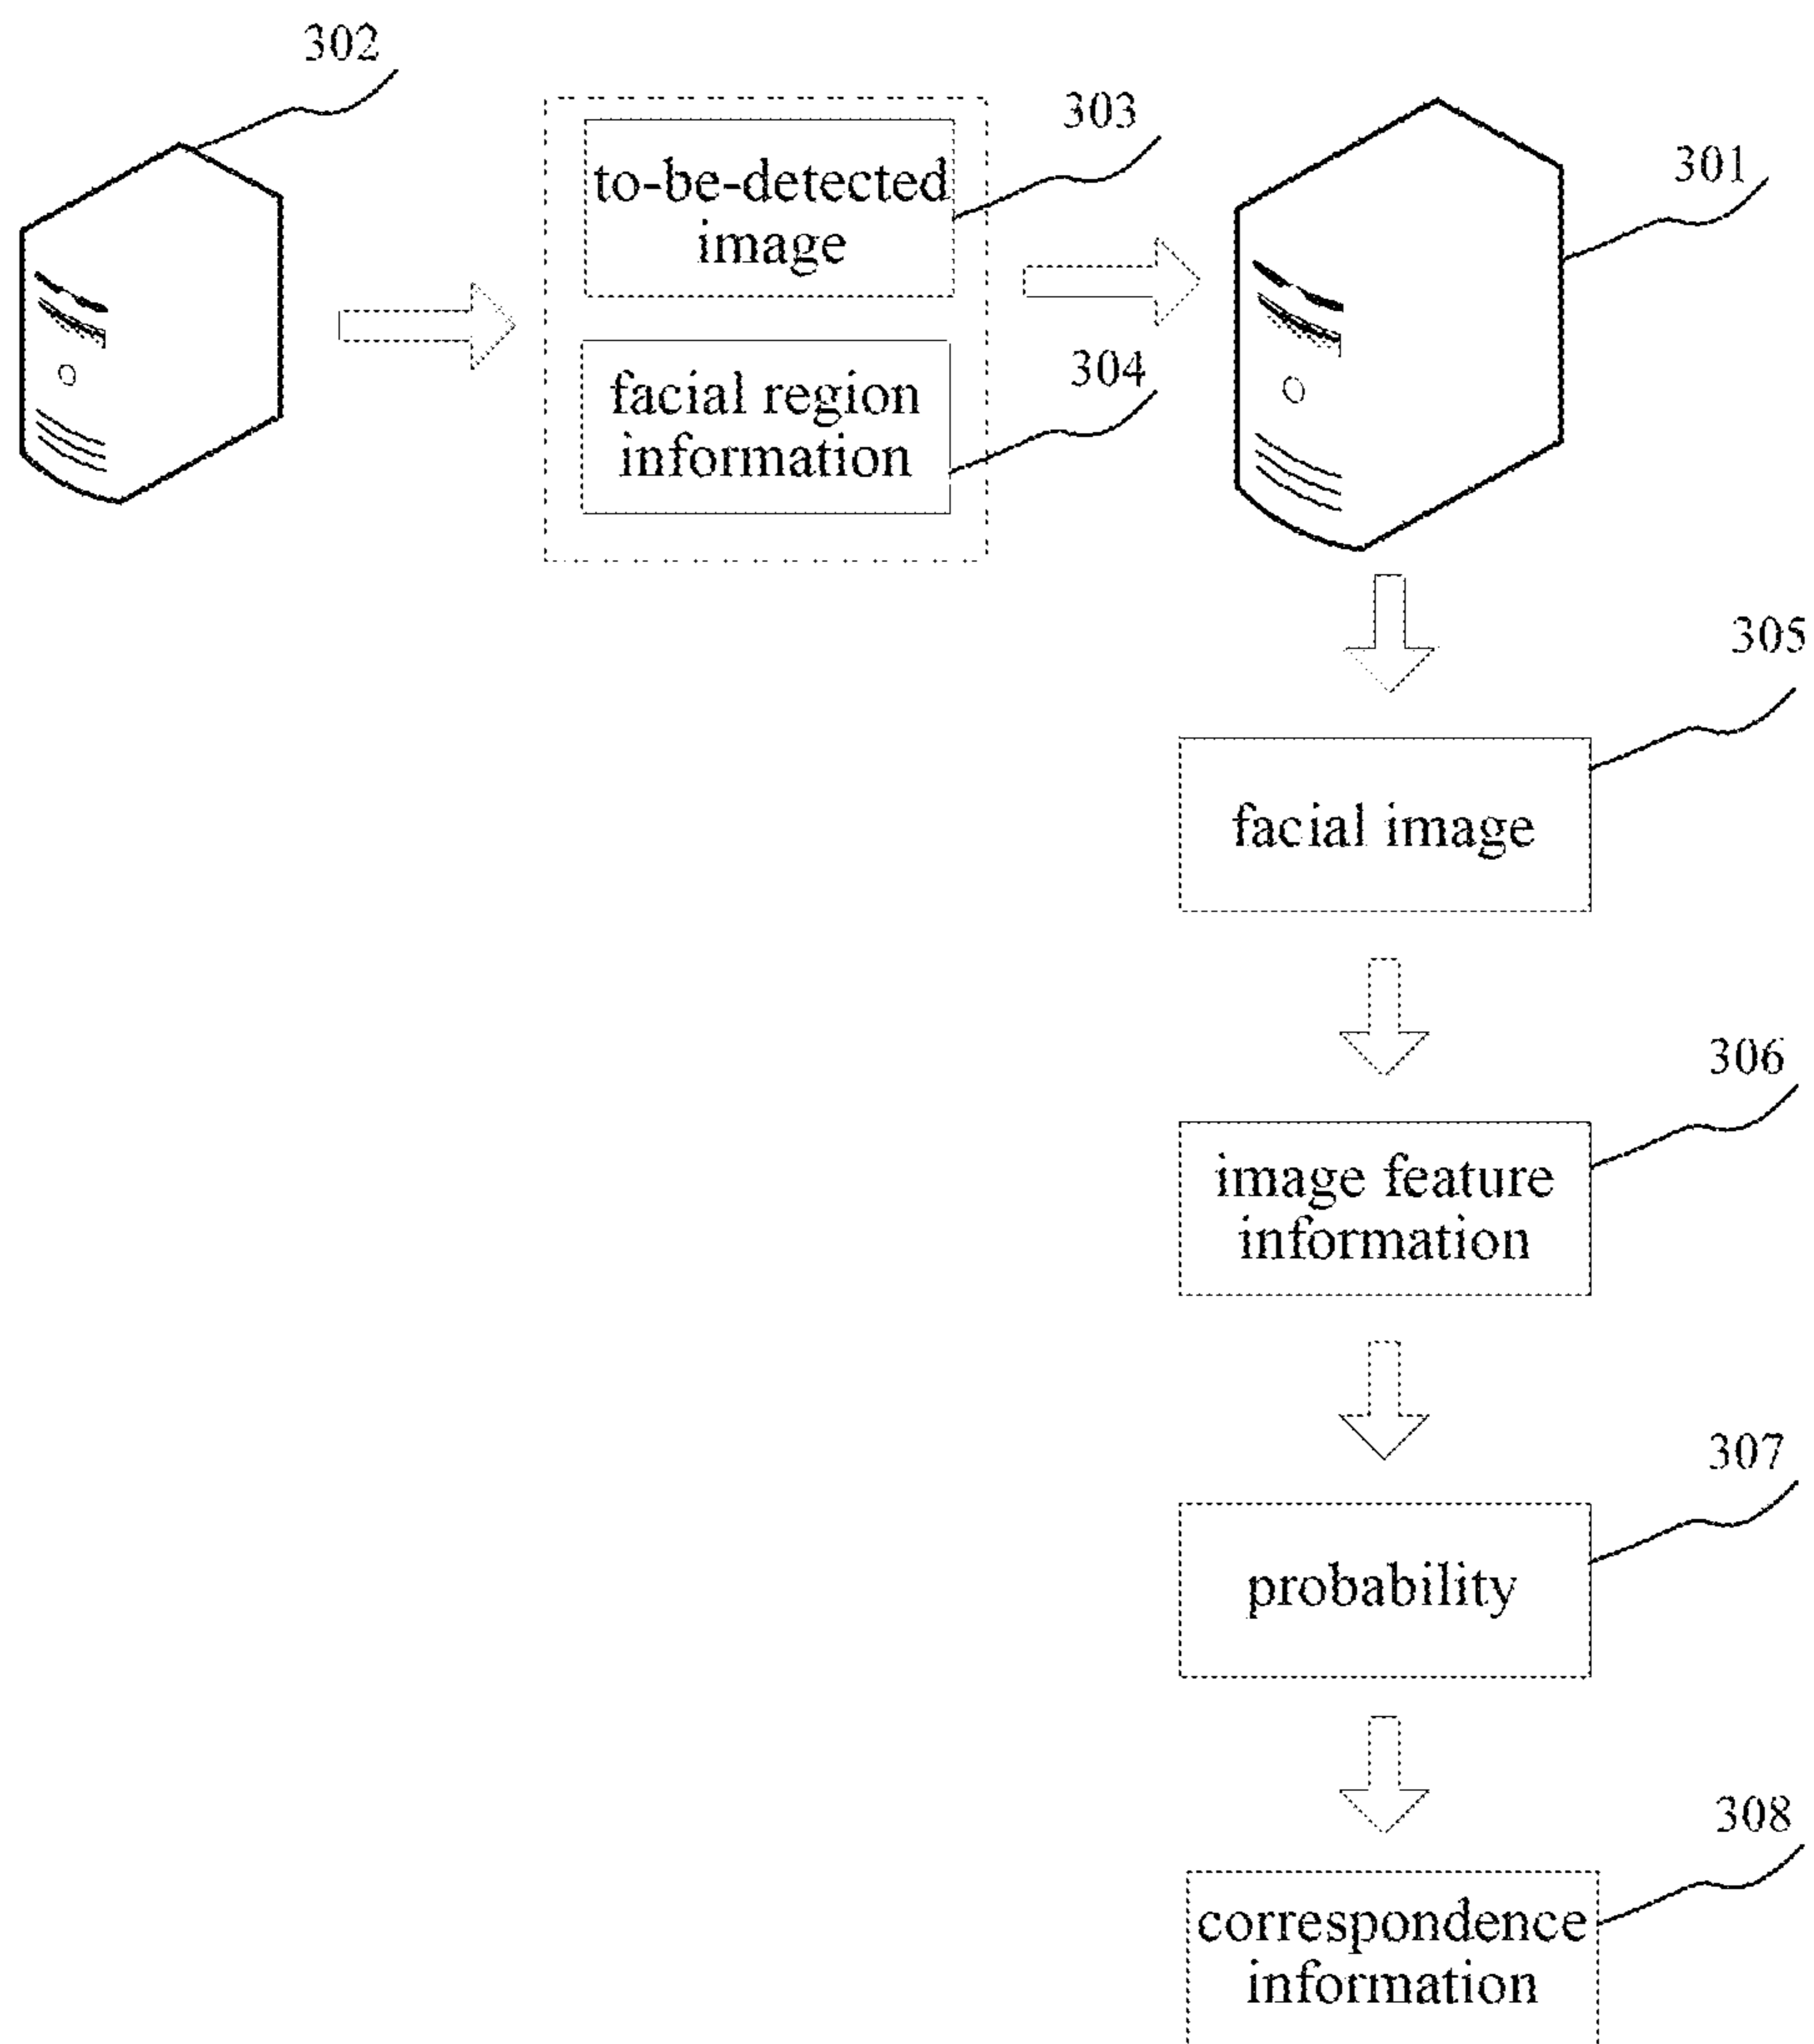 302
303
to-be-detected
image
301
304
facial region
information
305
facial image
306
image feature
information
307
probability
308
correspondence
information